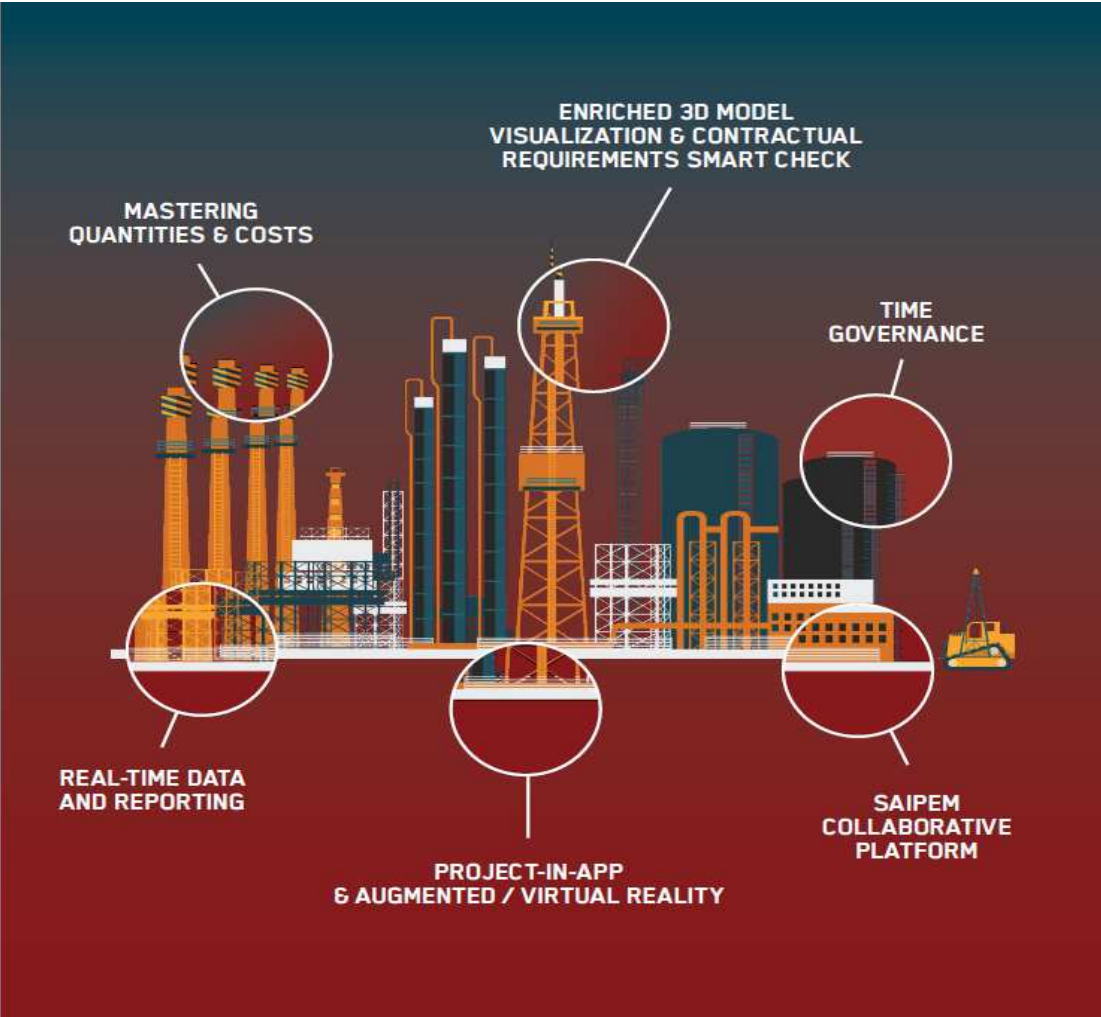 ENRICHED 3D MODEL
VISUALIZATION & CONTRACTUAL
REQUIREMENTS SMART CHECK
MASTERING
QUANTITIES & COSTS
TIME
GOVERNANCE
REAL-TIME DATA
AND REPORTING
SAIPEM
COLLABORATIVE
PLATFORM
PROJECT-IN-APP
& AUGMENTED / VIRTUAL REALITY